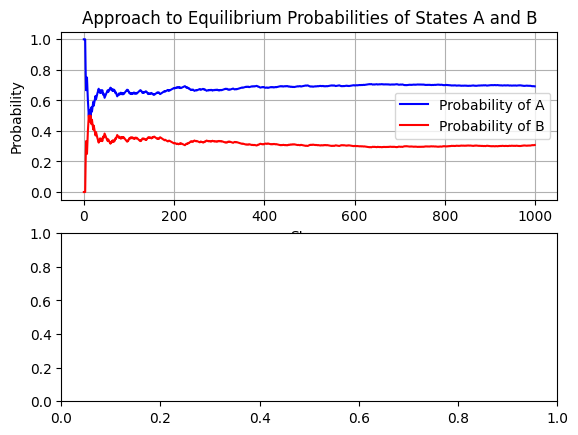 Approach to Equilibrium Probabilities of States A and B
1.0
0.8
0.6
0.4
0.2
0.0
Probability
Probability of A
Probability of B
0 200 400 600 800 1000
1.0
0.8
0.6
0.4
0.2
0.0
0.0 0.2 0.4 0.6 0.8 1.0